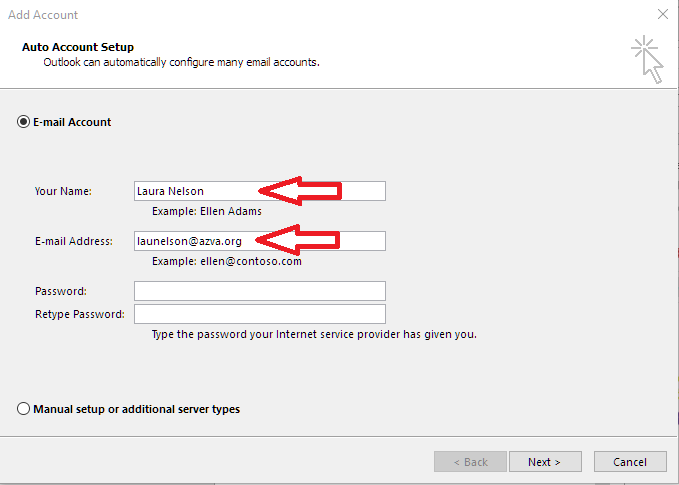 Add Account
Auto Account Setup
Outlook can automatically configure many email accounts.
E-mail Account
Your Name: Laura Nelson
Example: Ellen Adams
E-mail Address: launelson@azva.org
Example: ellen@contoso.com
Password:
Retype Password:
Type the password your Internet service provider has given you.
Manual setup or additional server types
< Back Next > Cancel